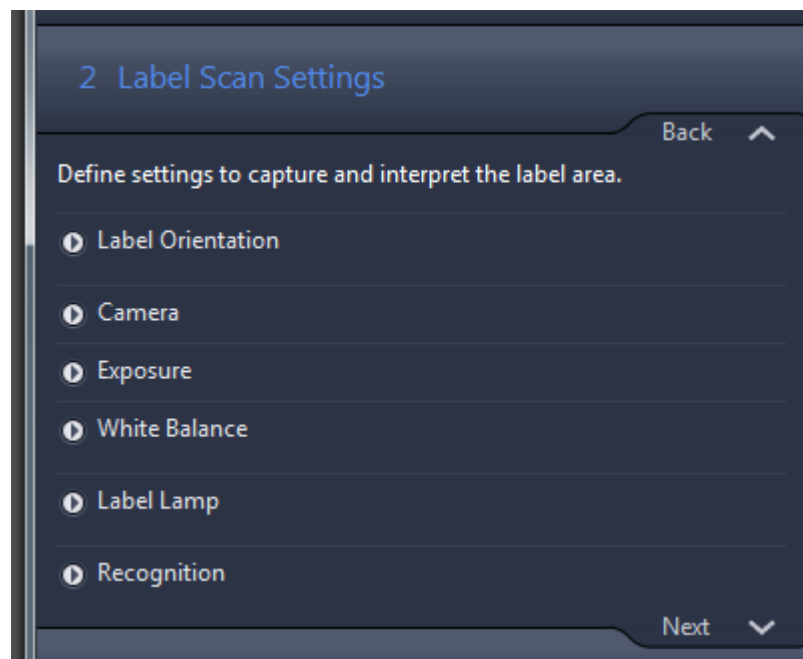 2 Label Scan Settings
Back
Define settings to capture and interpret the label area.
Label Orientation
Camera
Exposure
White Balance
Label Lamp
Recognition
Next